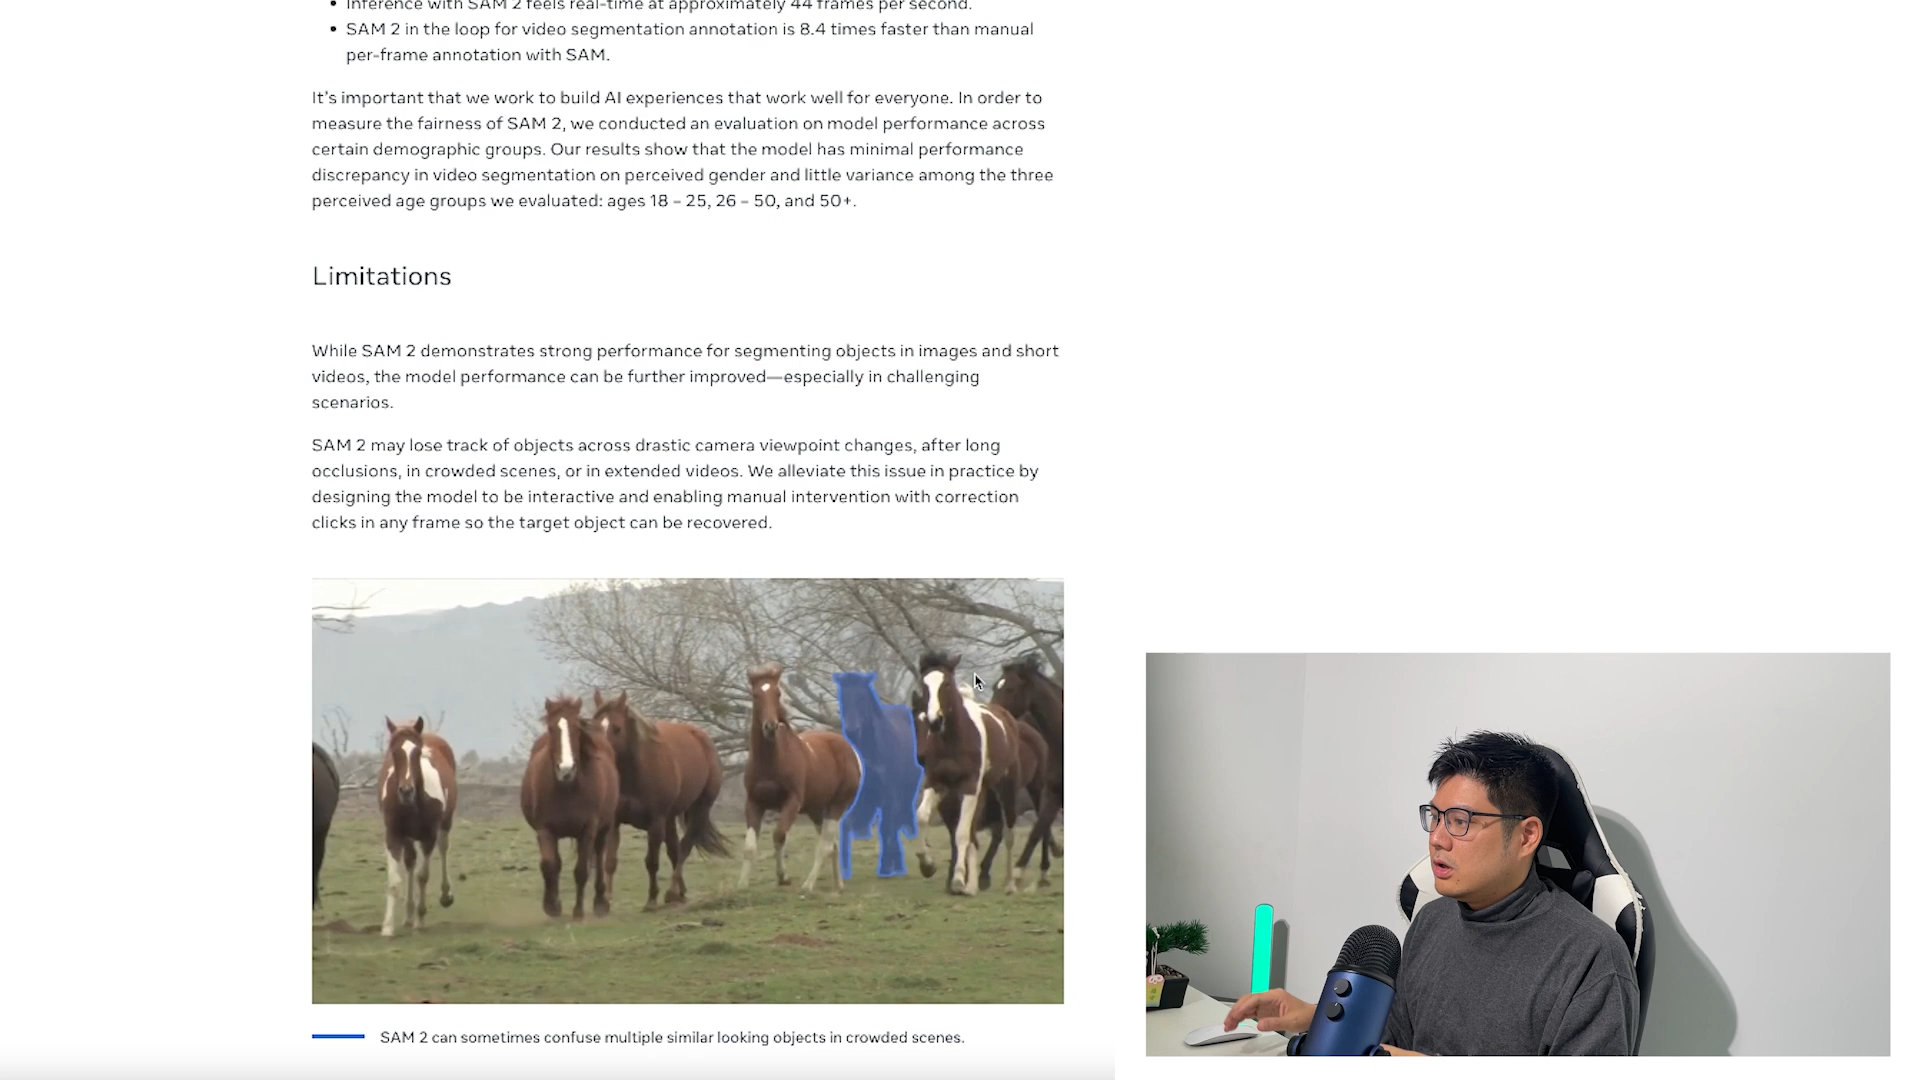 Inference with SAM 2 feels real-time at approximately 44 frames per second.
SAM 2 in the loop for video segmentation annotation is 8.4 times faster than manual
per-frame annotation with SAM.
It's important that we work to build AI experiences that work well for everyone. In order to
measure the fairness of SAM 2, we conducted an evaluation on model performance across
certain demographic groups. Our results show that the model has minimal performance
discrepancy in video segmentation on perceived gender and little variance among the three
perceived age groups we evaluated: ages 18 – 25, 26 – 50, and 50+.
Limitations
While SAM 2 demonstrates strong performance for segmenting objects in images and short
videos, the model performance can be further improved—especially in challenging
scenarios.
SAM 2 may lose track of objects across drastic camera viewpoint changes, after long
occlusions, in crowded scenes, or in extended videos. We alleviate this issue in practice by
designing the model to be interactive and enabling manual intervention with correction
clicks in any frame so the target object can be recovered.
SAM 2 can sometimes confuse multiple similar looking objects in crowded scenes.